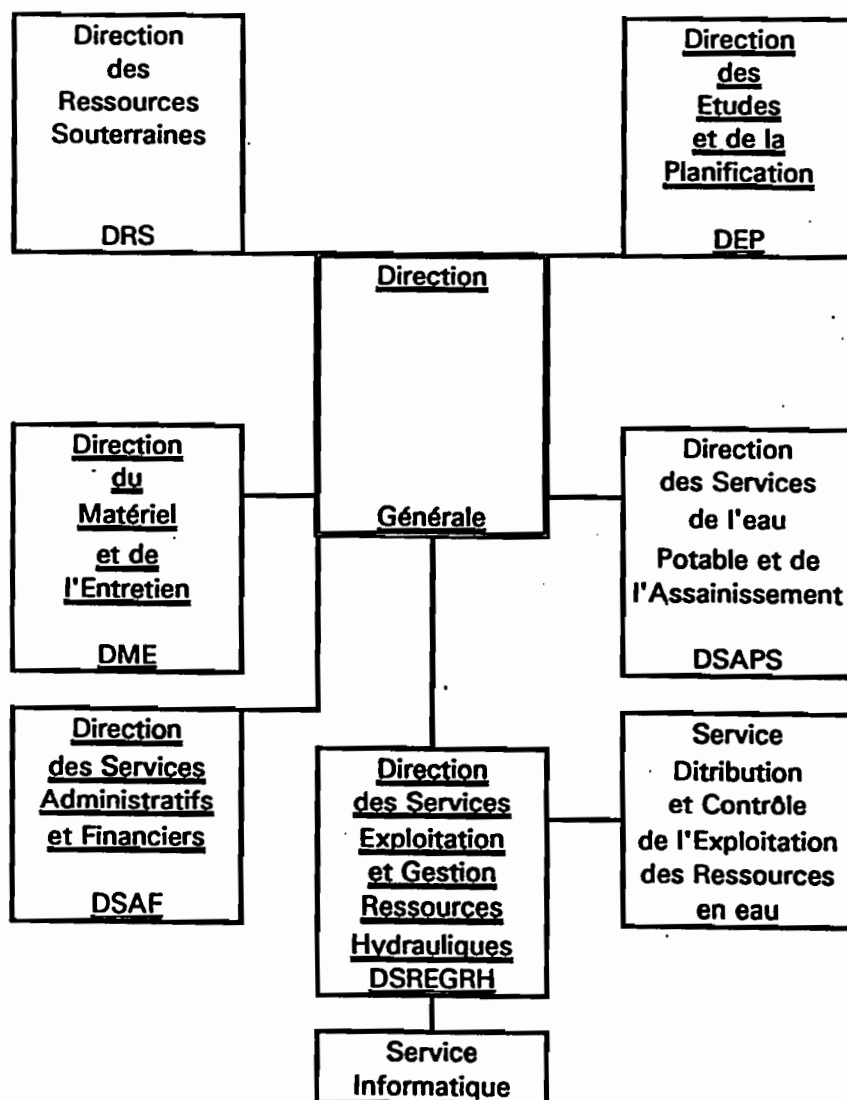 Direction
des
Ressources
Souterraines
DRS
Direction
des
Etudes
et de la
Planification
DEP
Direction
Générale
Direction
du
Matériel
et de
l'Entretien
DME
Direction
des Services
de l'eau
Potable et de
l'Assainissement
DSAPS
Direction
des Services
Administratifs
et Financiers
DSAF
Direction
des Services
Exploitation
et Gestion
Ressources
Hydrauliques
DSREGRH
Service
Ditribution
et Contrôle
de l'Exploitation
des Ressources
en eau
Service
Informatique